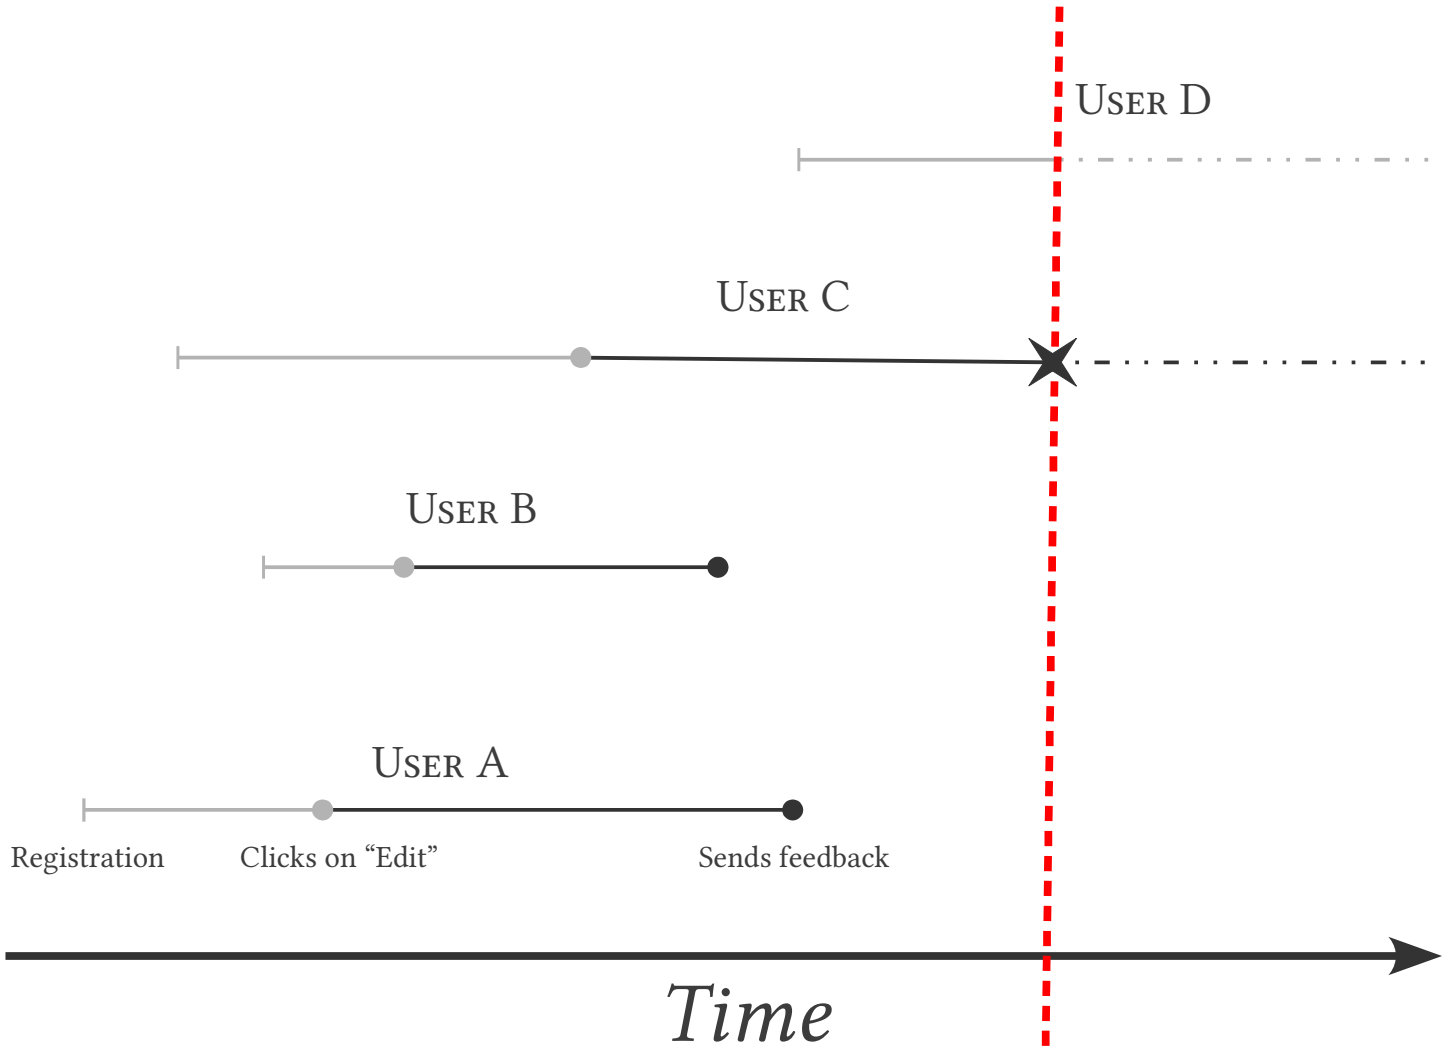 User D
User C
User B
User A
Registration
Clicks on “Edit”
Sends feedback
Time